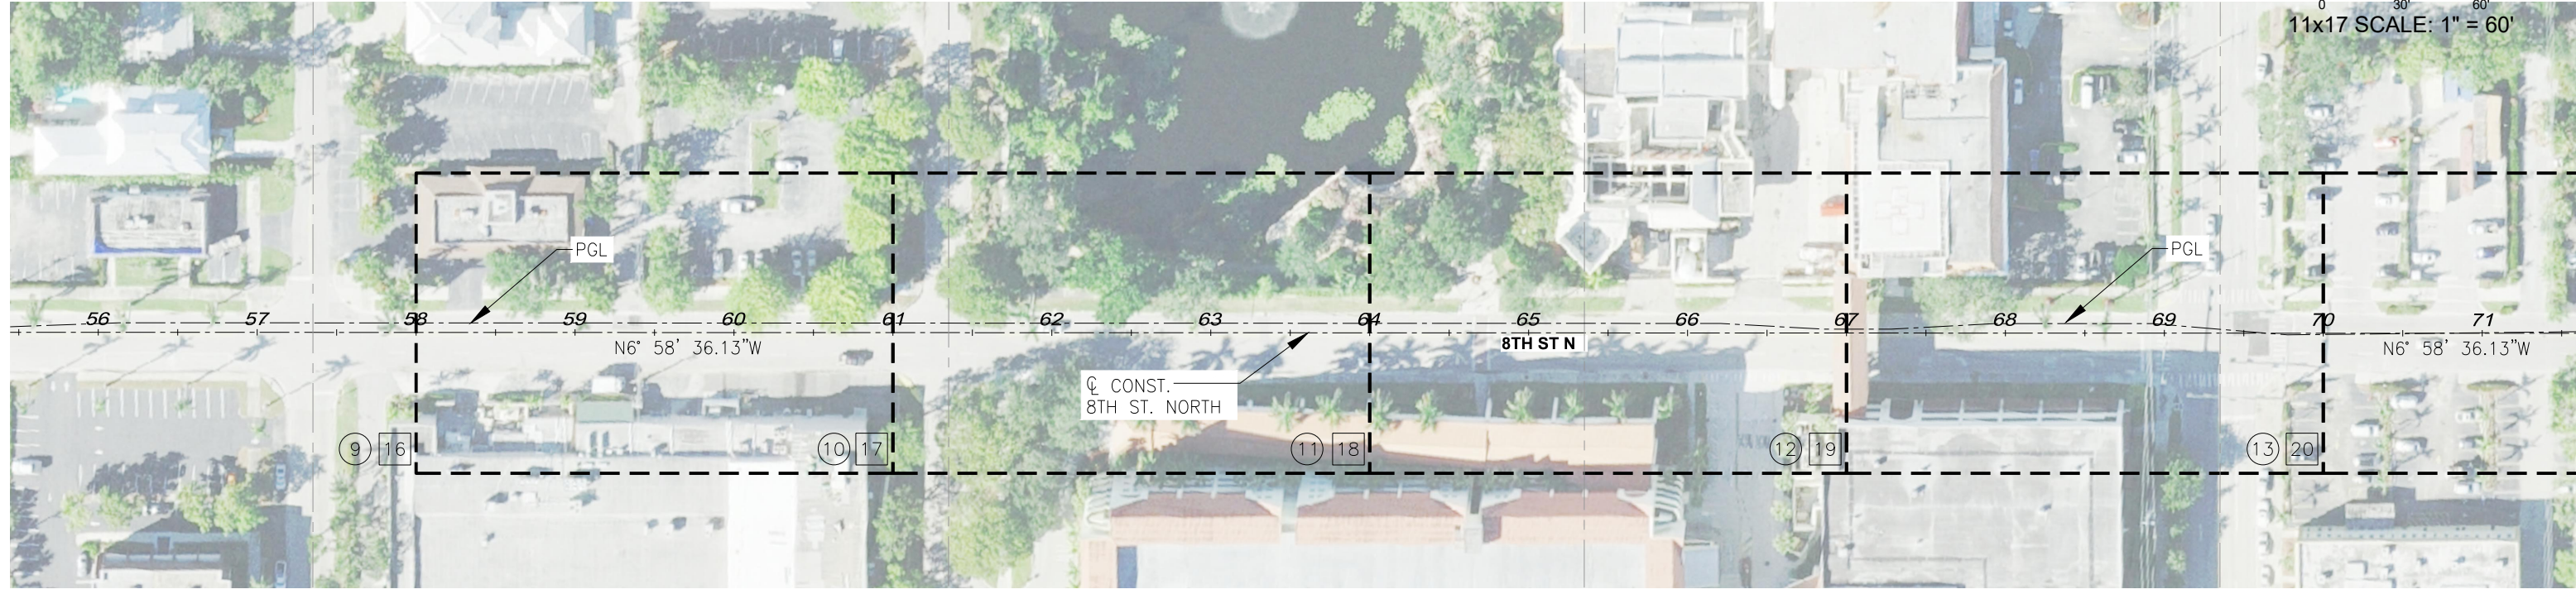 0 30' 60'
11x17 SCALE: 1" = 60'
PGL
PGL
56 57 58 59 60 61 62 63 64 65 66 67 68 69 70 71
N6° 58' 36.13"W
8TH ST N
N6° 58' 36.13"W
℄ CONST.
8TH ST. NORTH
9 16
10 17
11 18
12 19
13 20